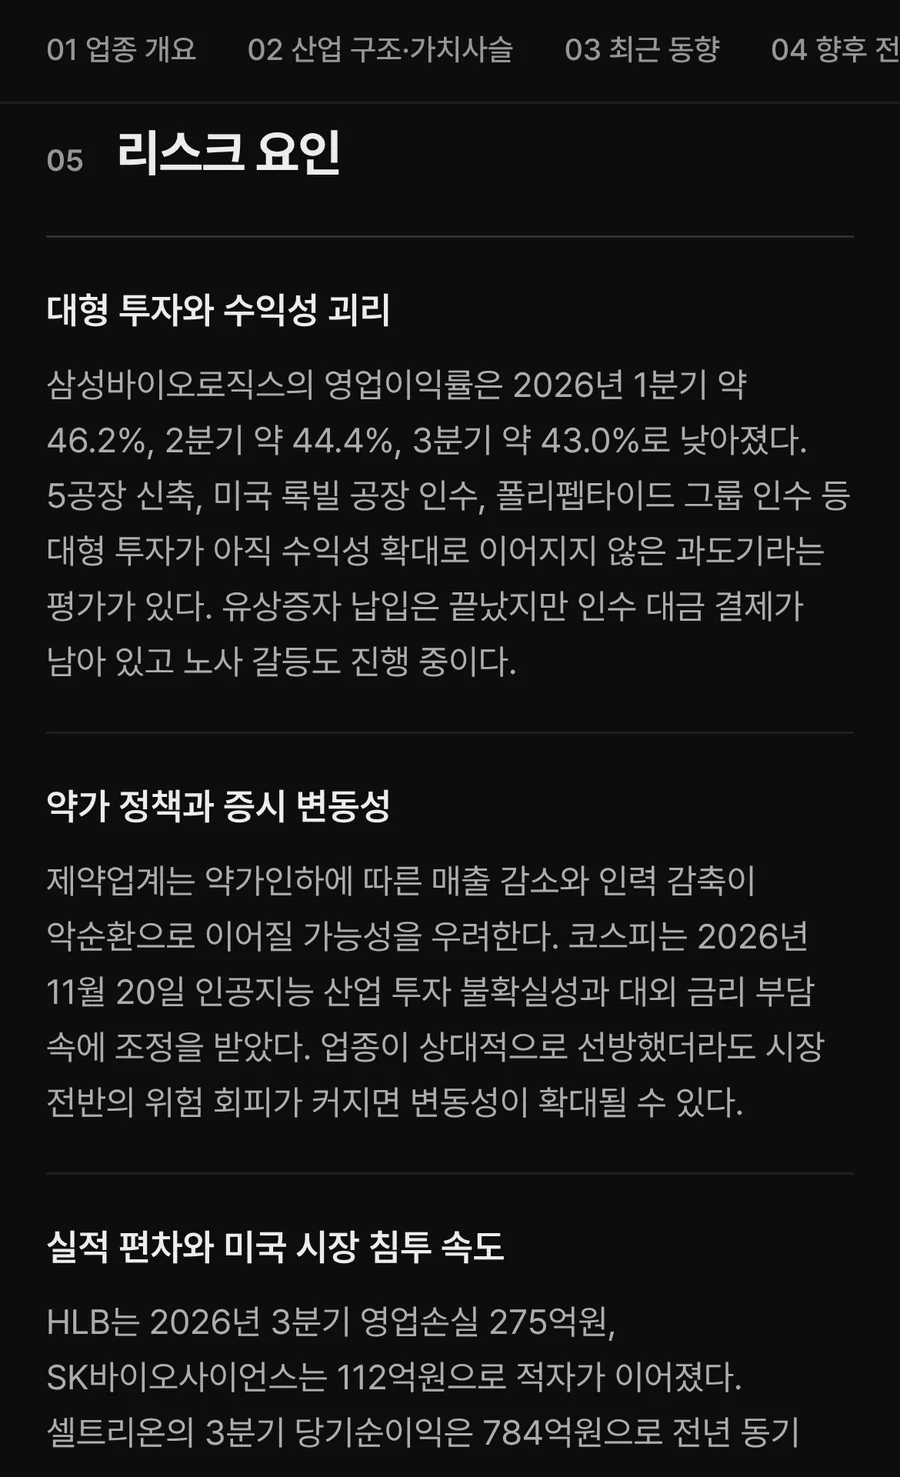 01 업종 개요 02 산업 구조·가치사슬 03 최근 동향 04 향후 전
05 리스크 요인
대형 투자와 수익성 괴리
삼성바이오로직스의 영업이익률은 2026년 1분기 약
46.2%, 2분기 약 44.4%, 3분기 약 43.0%로 낮아졌다.
5공장 신축, 미국 록빌 공장 인수, 폴리펩타이드 그룹 인수 등
대형 투자가 아직 수익성 확대로 이어지지 않은 과도기라는
평가가 있다. 유상증자 납입은 끝났지만 인수 대금 결제가
남아 있고 노사 갈등도 진행 중이다.
약가 정책과 증시 변동성
제약업계는 약가인하에 따른 매출 감소와 인력 감축이
악순환으로 이어질 가능성을 우려한다. 코스피는 2026년
11월 20일 인공지능 산업 투자 불확실성과 대외 금리 부담
속에 조정을 받았다. 업종이 상대적으로 선방했더라도 시장
전반의 위험 회피가 커지면 변동성이 확대될 수 있다.
실적 편차와 미국 시장 침투 속도
HLB는 2026년 3분기 영업손실 275억원,
SK바이오사이언스는 112억원으로 적자가 이어졌다.
셀트리온의 3분기 당기순이익은 784억원으로 전년 동기